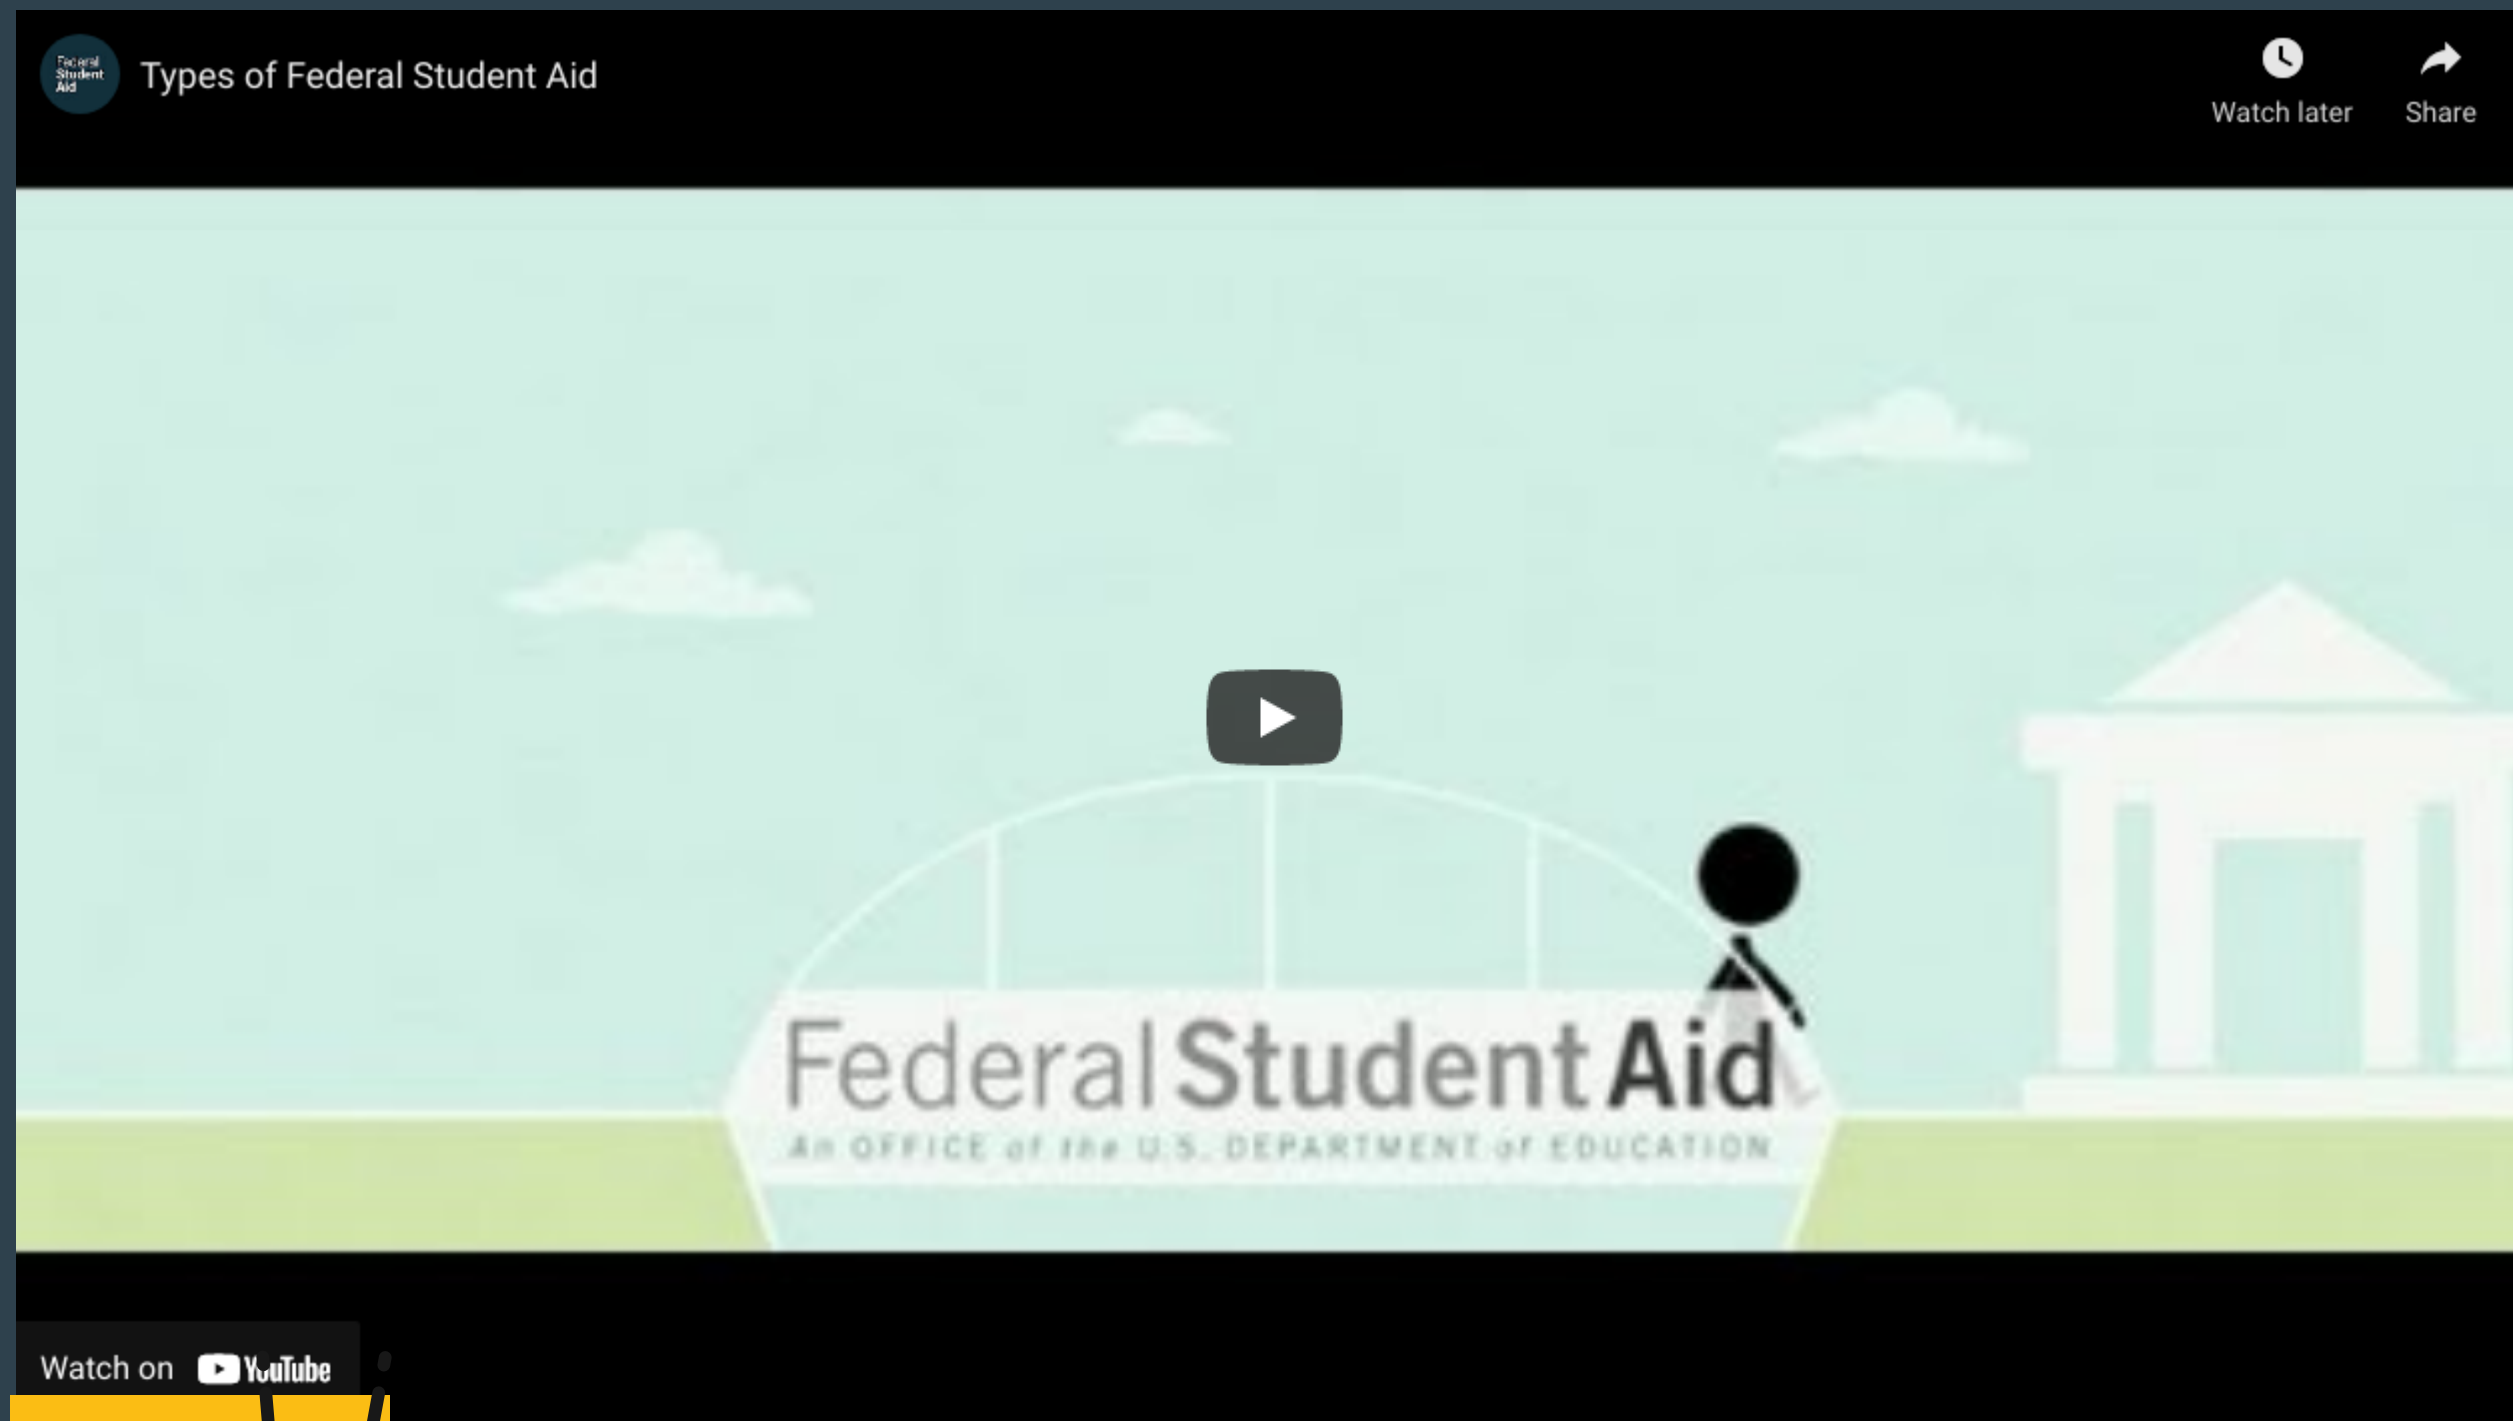 Federal
Student
Aid
Types of Federal Student Aid
Watch later
Share
Federal Student Aid
An OFFICE of the U.S. DEPARTMENT of EDUCATION
Watch on YouTube